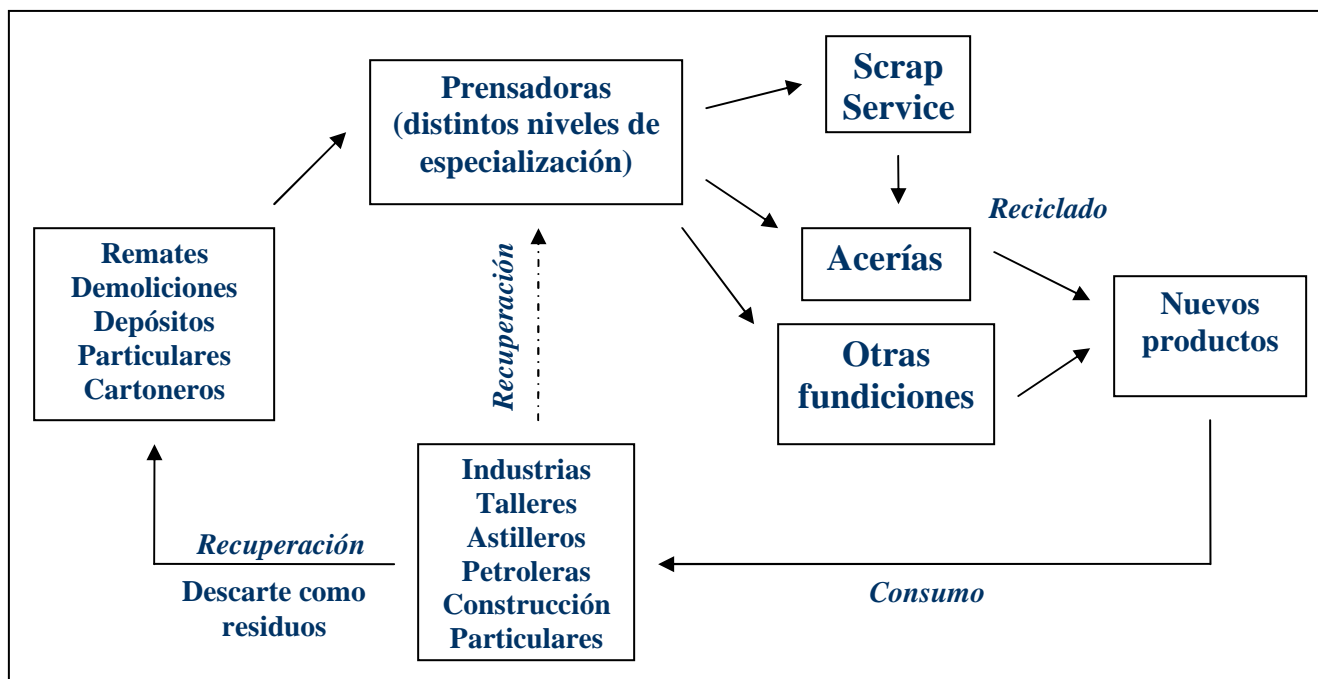 Prensadoras
(distintos niveles de
especialización)
Scrap
Service
Reciclado
Remates
Demoliciones
Depósitos
Particulares
Cartoneros
Recuperación
Acerías
Nuevos
productos
Otras
fundiciones
Industrias
Talleres
Astilleros
Petroleras
Construcción
Particulares
Recuperación
Descarte como
residuos
Consumo